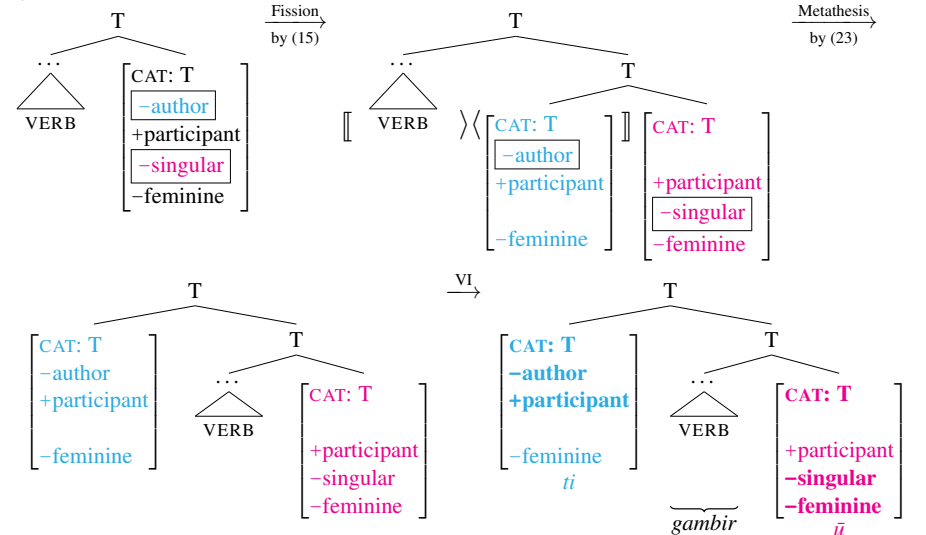 T
Fission
by (15)
T
Metathesis
by (23)
… VERB
CAT: T
−author
+participant
−singular
−feminine
T
⟦ … VERB ⟩⟨
CAT: T
−author
+participant
−feminine
⟧
CAT: T
+participant
−singular
−feminine
T
VI
T
CAT: T
−author
+participant
−feminine
T
… VERB
CAT: T
+participant
−singular
−feminine
CAT: T
−author
+participant
−feminine
ti
T
… VERB
gambir
CAT: T
+participant
−singular
−feminine
ū